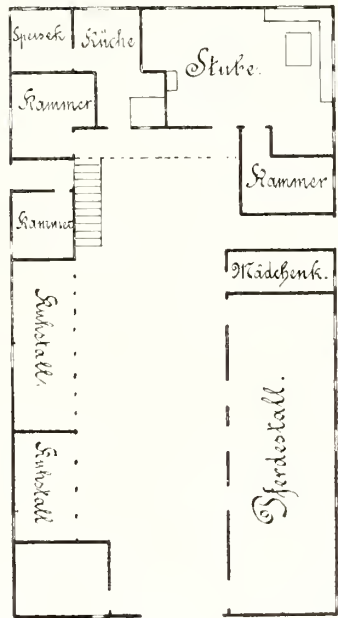 Speisek.
Küche
Stube.
Kammer
Kammer
Kammer
Mädchenk.
Kuhstall.
Pferdestall.
Kuhstall